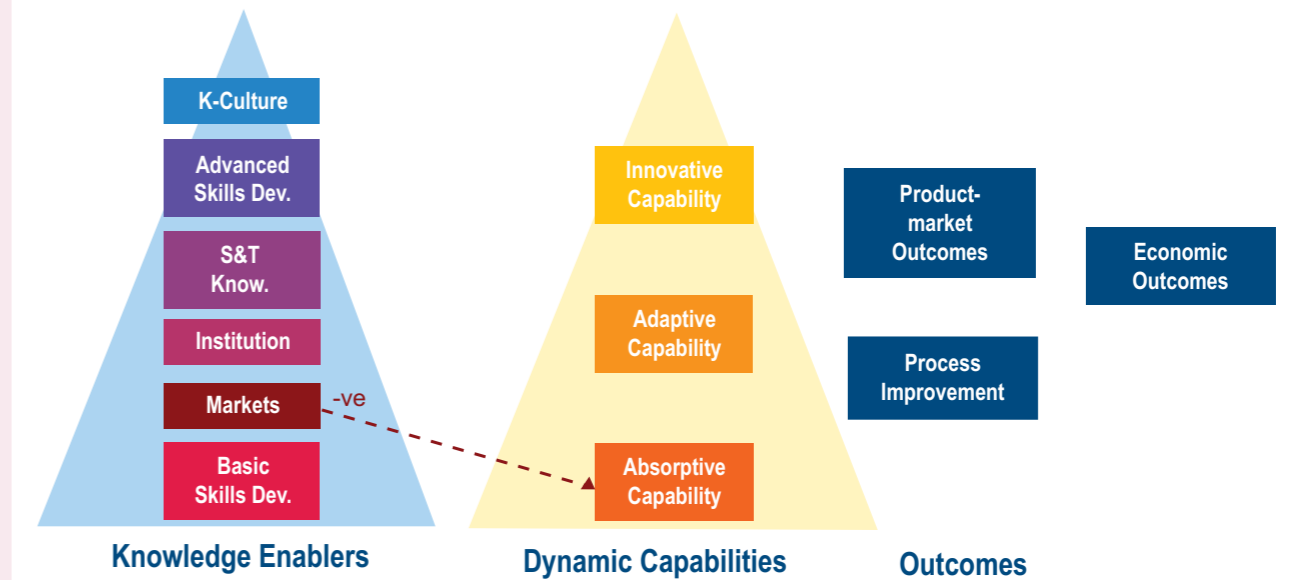 K-Culture
Advanced
Skills Dev.
S&T
Know.
Institution
Markets
Basic
Skills Dev.
-ve
Knowledge Enablers
Innovative
Capability
Adaptive
Capability
Absorptive
Capability
Dynamic Capabilities
Product-
market
Outcomes
Process
Improvement
Economic
Outcomes
Outcomes